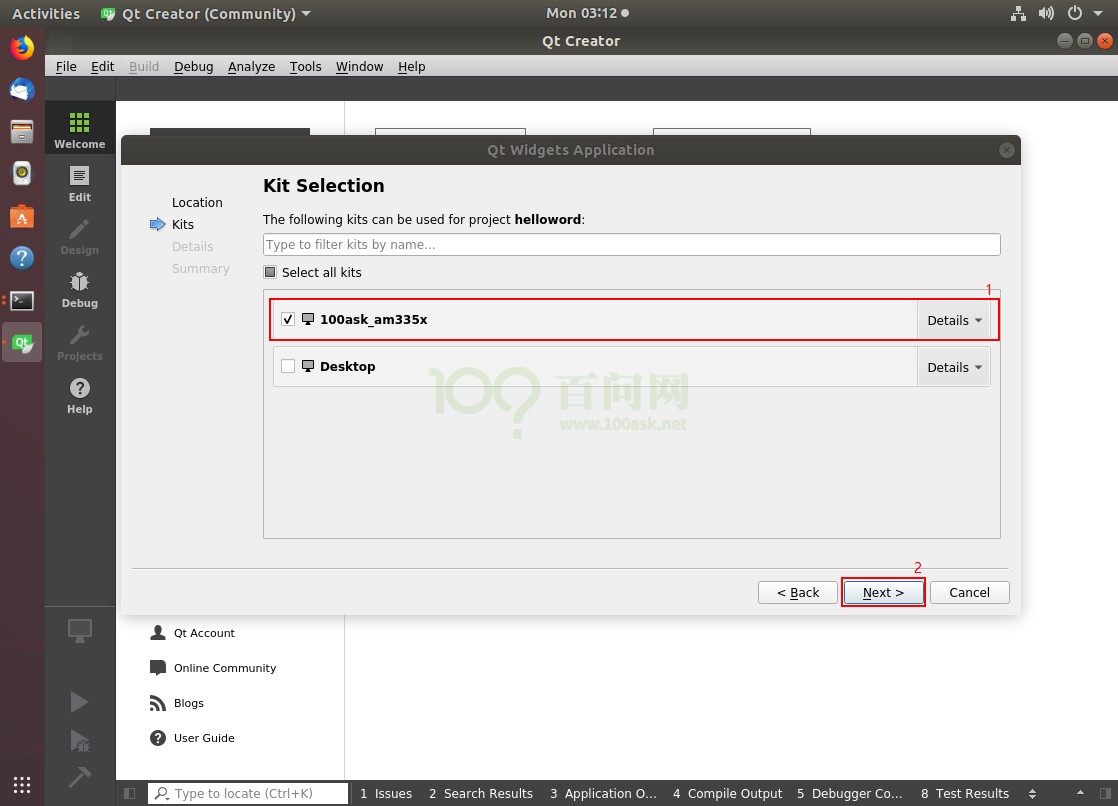 Activities Qt Creator (Community) Mon 03:12
Qt Creator
File Edit Build Debug Analyze Tools Window Help
Welcome
Edit
Design
Debug
Projects
Help
Qt Widgets Application
Location
Kits
Details
Summary
Kit Selection
The following kits can be used for project helloword:
Type to filter kits by name...
Select all kits
1
100ask_am335x Details
Desktop Details
100 百问网
www.100ask.net
2
< Back Next > Cancel
Qt Account
Online Community
Blogs
User Guide
Type to locate (Ctrl+K) 1 Issues 2 Search Results 3 Application O... 4 Compile Output 5 Debugger Co... 8 Test Results